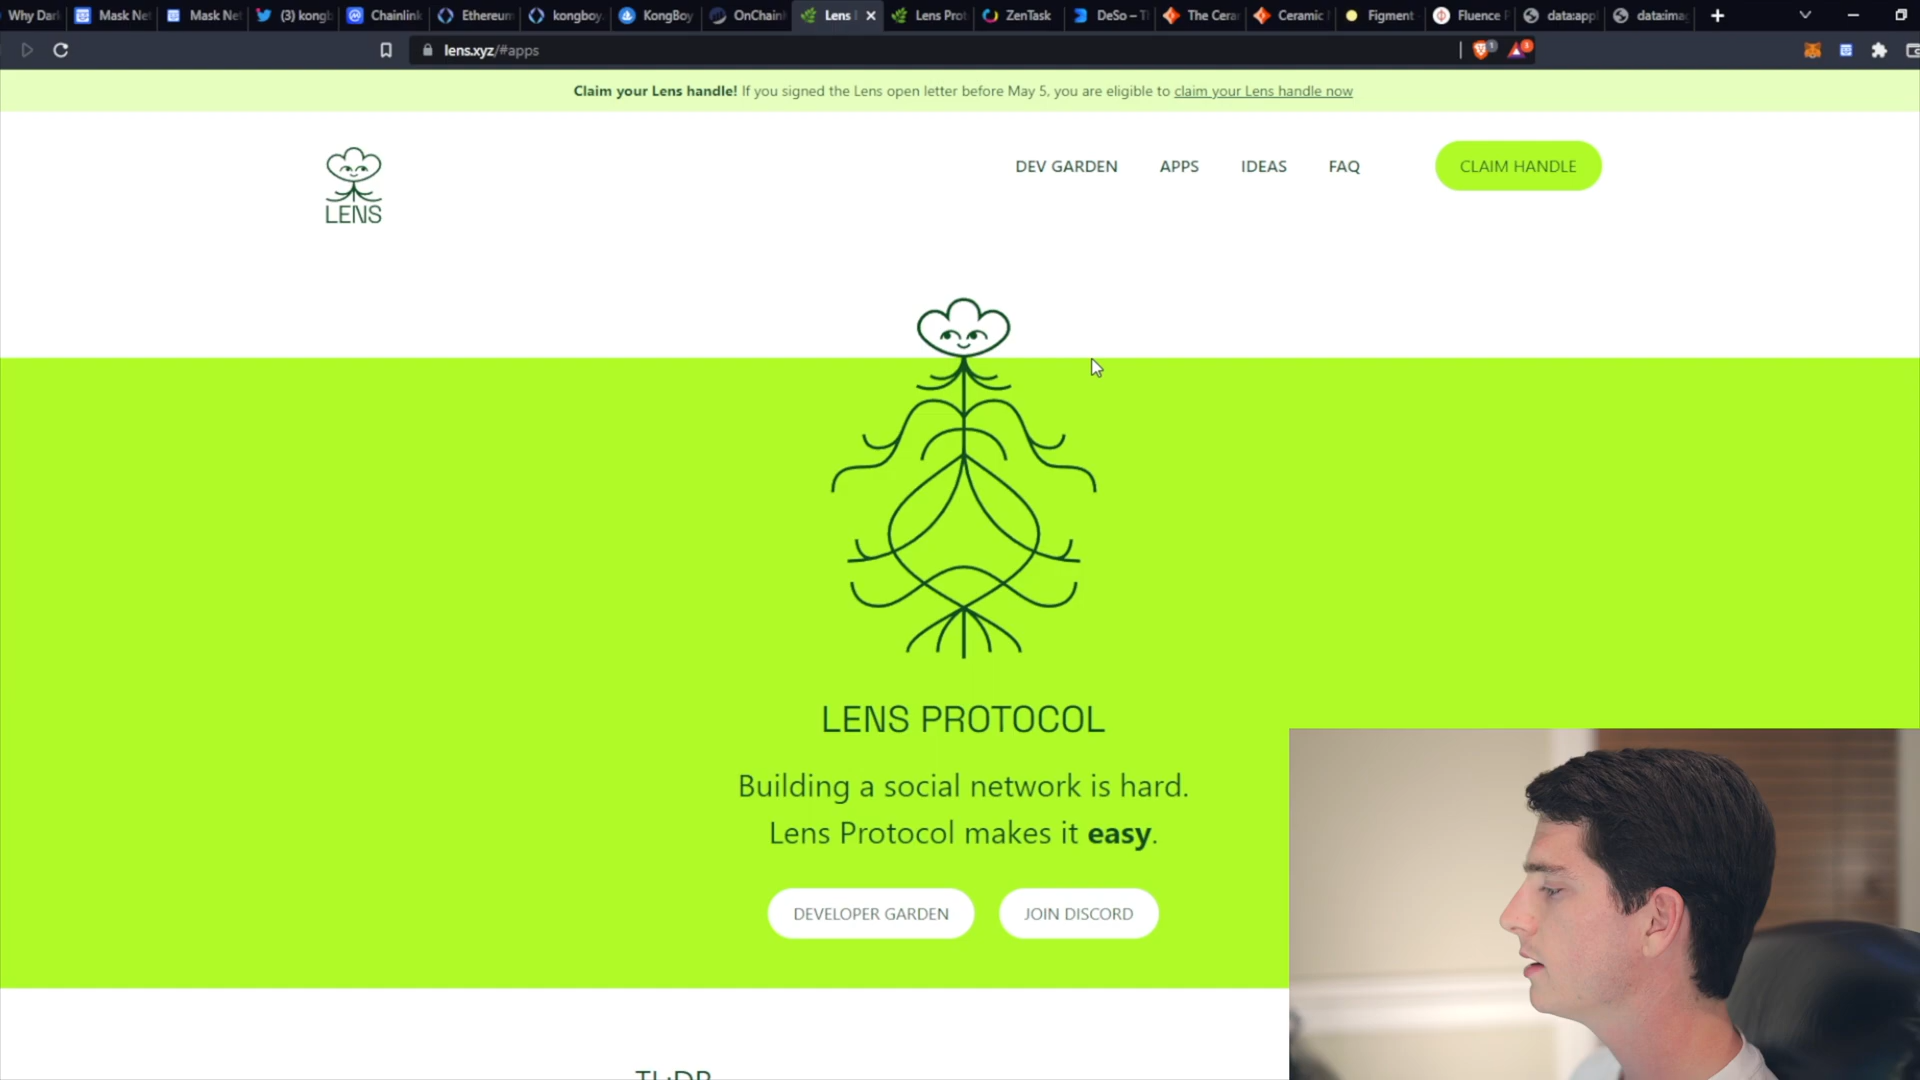 Why Dar
Mask Ne
Mask Ne
(3) kong
Chainlink
Ethereum
kongboy.
KongBoy
OnChain
Lens
Lens Prot
ZenTask
DeSo – T
The Cera
Ceramic
Figment
Fluence P
data:app
data:ima
lens.xyz/#apps
Claim your Lens handle! If you signed the Lens open letter before May 5, you are eligible to claim your Lens handle now
LENS
DEV GARDEN
APPS
IDEAS
FAQ
CLAIM HANDLE
LENS PROTOCOL
Building a social network is hard.
Lens Protocol makes it easy.
DEVELOPER GARDEN
JOIN DISCORD